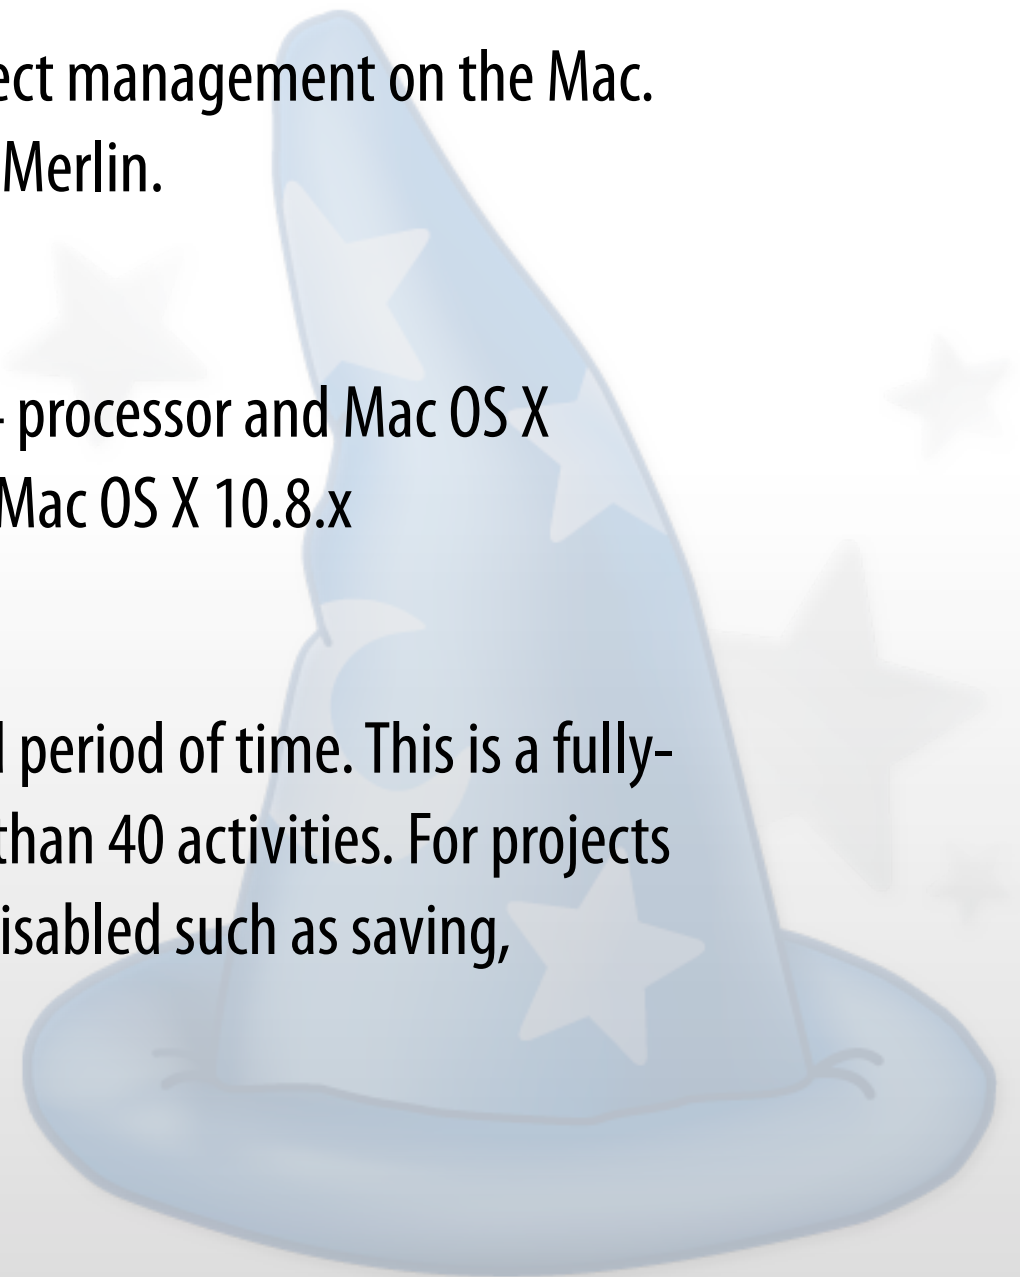 ect management on the Mac.
Merlin.
processor and Mac OS X
Mac OS X 10.8.x
period of time. This is a fully-
than 40 activities. For projects
isabled such as saving,